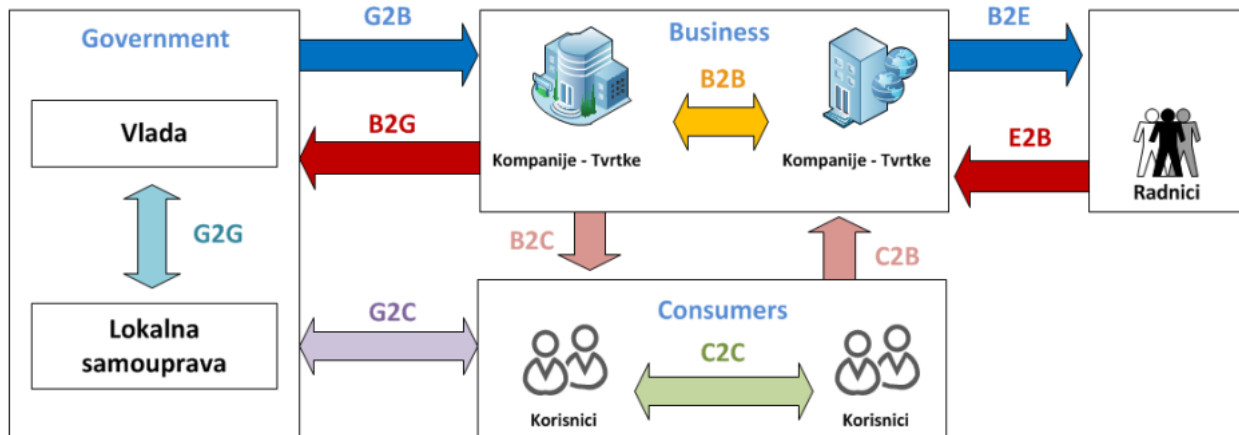 Government
G2B
Business
B2E
B2B
Vlada
B2G
Kompanije - Tvrtke
Kompanije - Tvrtke
E2B
Radnici
G2G
B2C
C2B
Lokalna
samouprava
G2C
Consumers
C2C
Korisnici
Korisnici